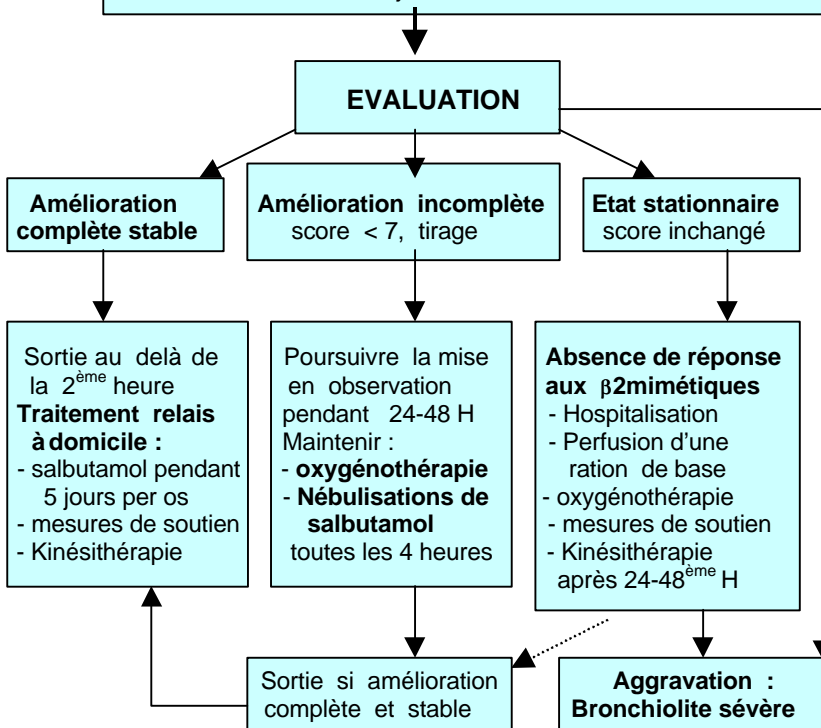 EVALUATION
Amélioration
complète stable
Amélioration incomplète
score < 7, tirage
Etat stationnaire
score inchangé
Sortie au delà de
la 2ème heure
Traitement relais
à domicile :
- salbutamol pendant
5 jours per os
- mesures de soutien
- Kinésithérapie
Poursuivre la mise
en observation
pendant 24-48 H
Maintenir :
- oxygénothérapie
- Nébulisations de
salbutamol
toutes les 4 heures
Absence de réponse
aux β2mimétiques
- Hospitalisation
- Perfusion d'une
ration de base
- oxygénothérapie
- mesures de soutien
- Kinésithérapie
après 24-48ème H
Sortie si amélioration
complète et stable
Aggravation :
Bronchiolite sévère